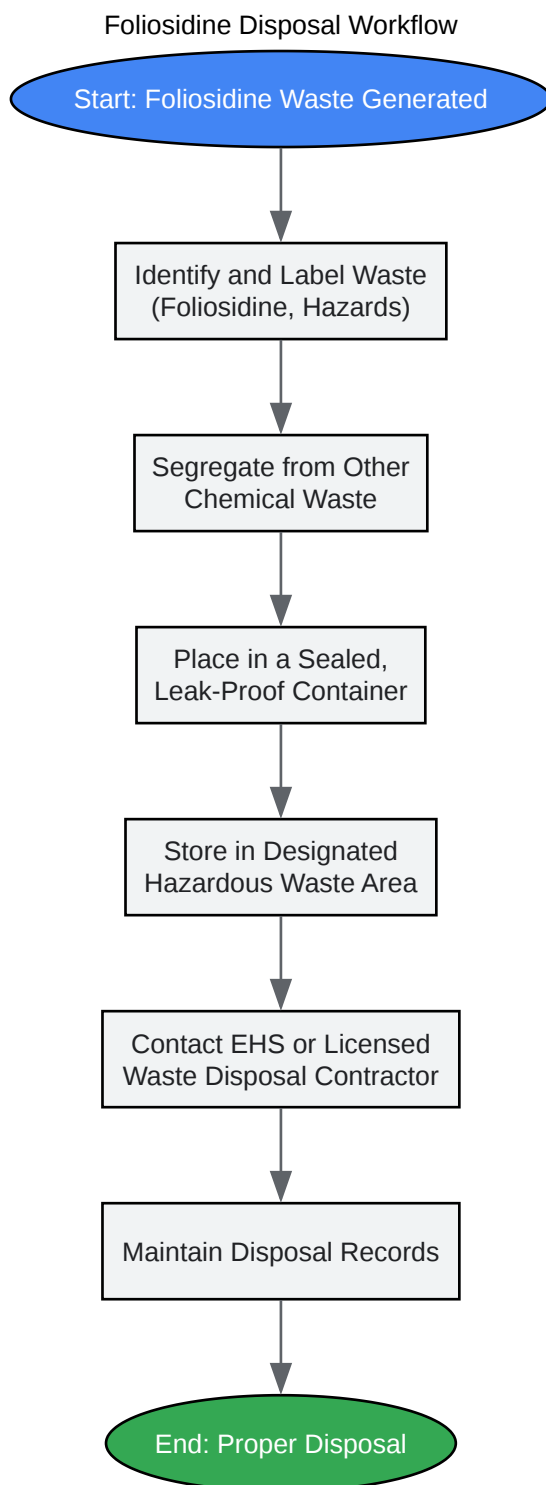 Foliosidine Disposal Workflow
Start: Foliosidine Waste Generated
Identify and Label Waste
(Foliosidine, Hazards)
Segregate from Other
Chemical Waste
Place in a Sealed,
Leak-Proof Container
Store in Designated
Hazardous Waste Area
Contact EHS or Licensed
Waste Disposal Contractor
Maintain Disposal Records
End: Proper Disposal